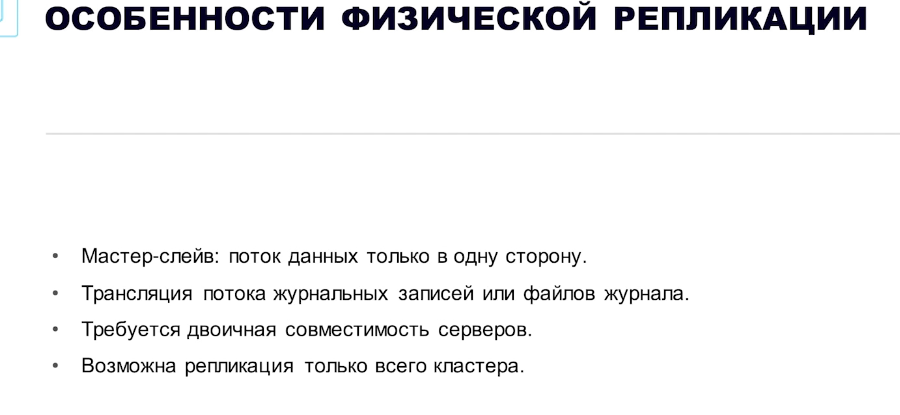 ОСОБЕННОСТИ ФИЗИЧЕСКОЙ РЕПЛИКАЦИИ
• Мастер-слейв: поток данных только в одну сторону.
• Трансляция потока журнальных записей или файлов журнала.
• Требуется двоичная совместимость серверов.
• Возможна репликация только всего кластера.